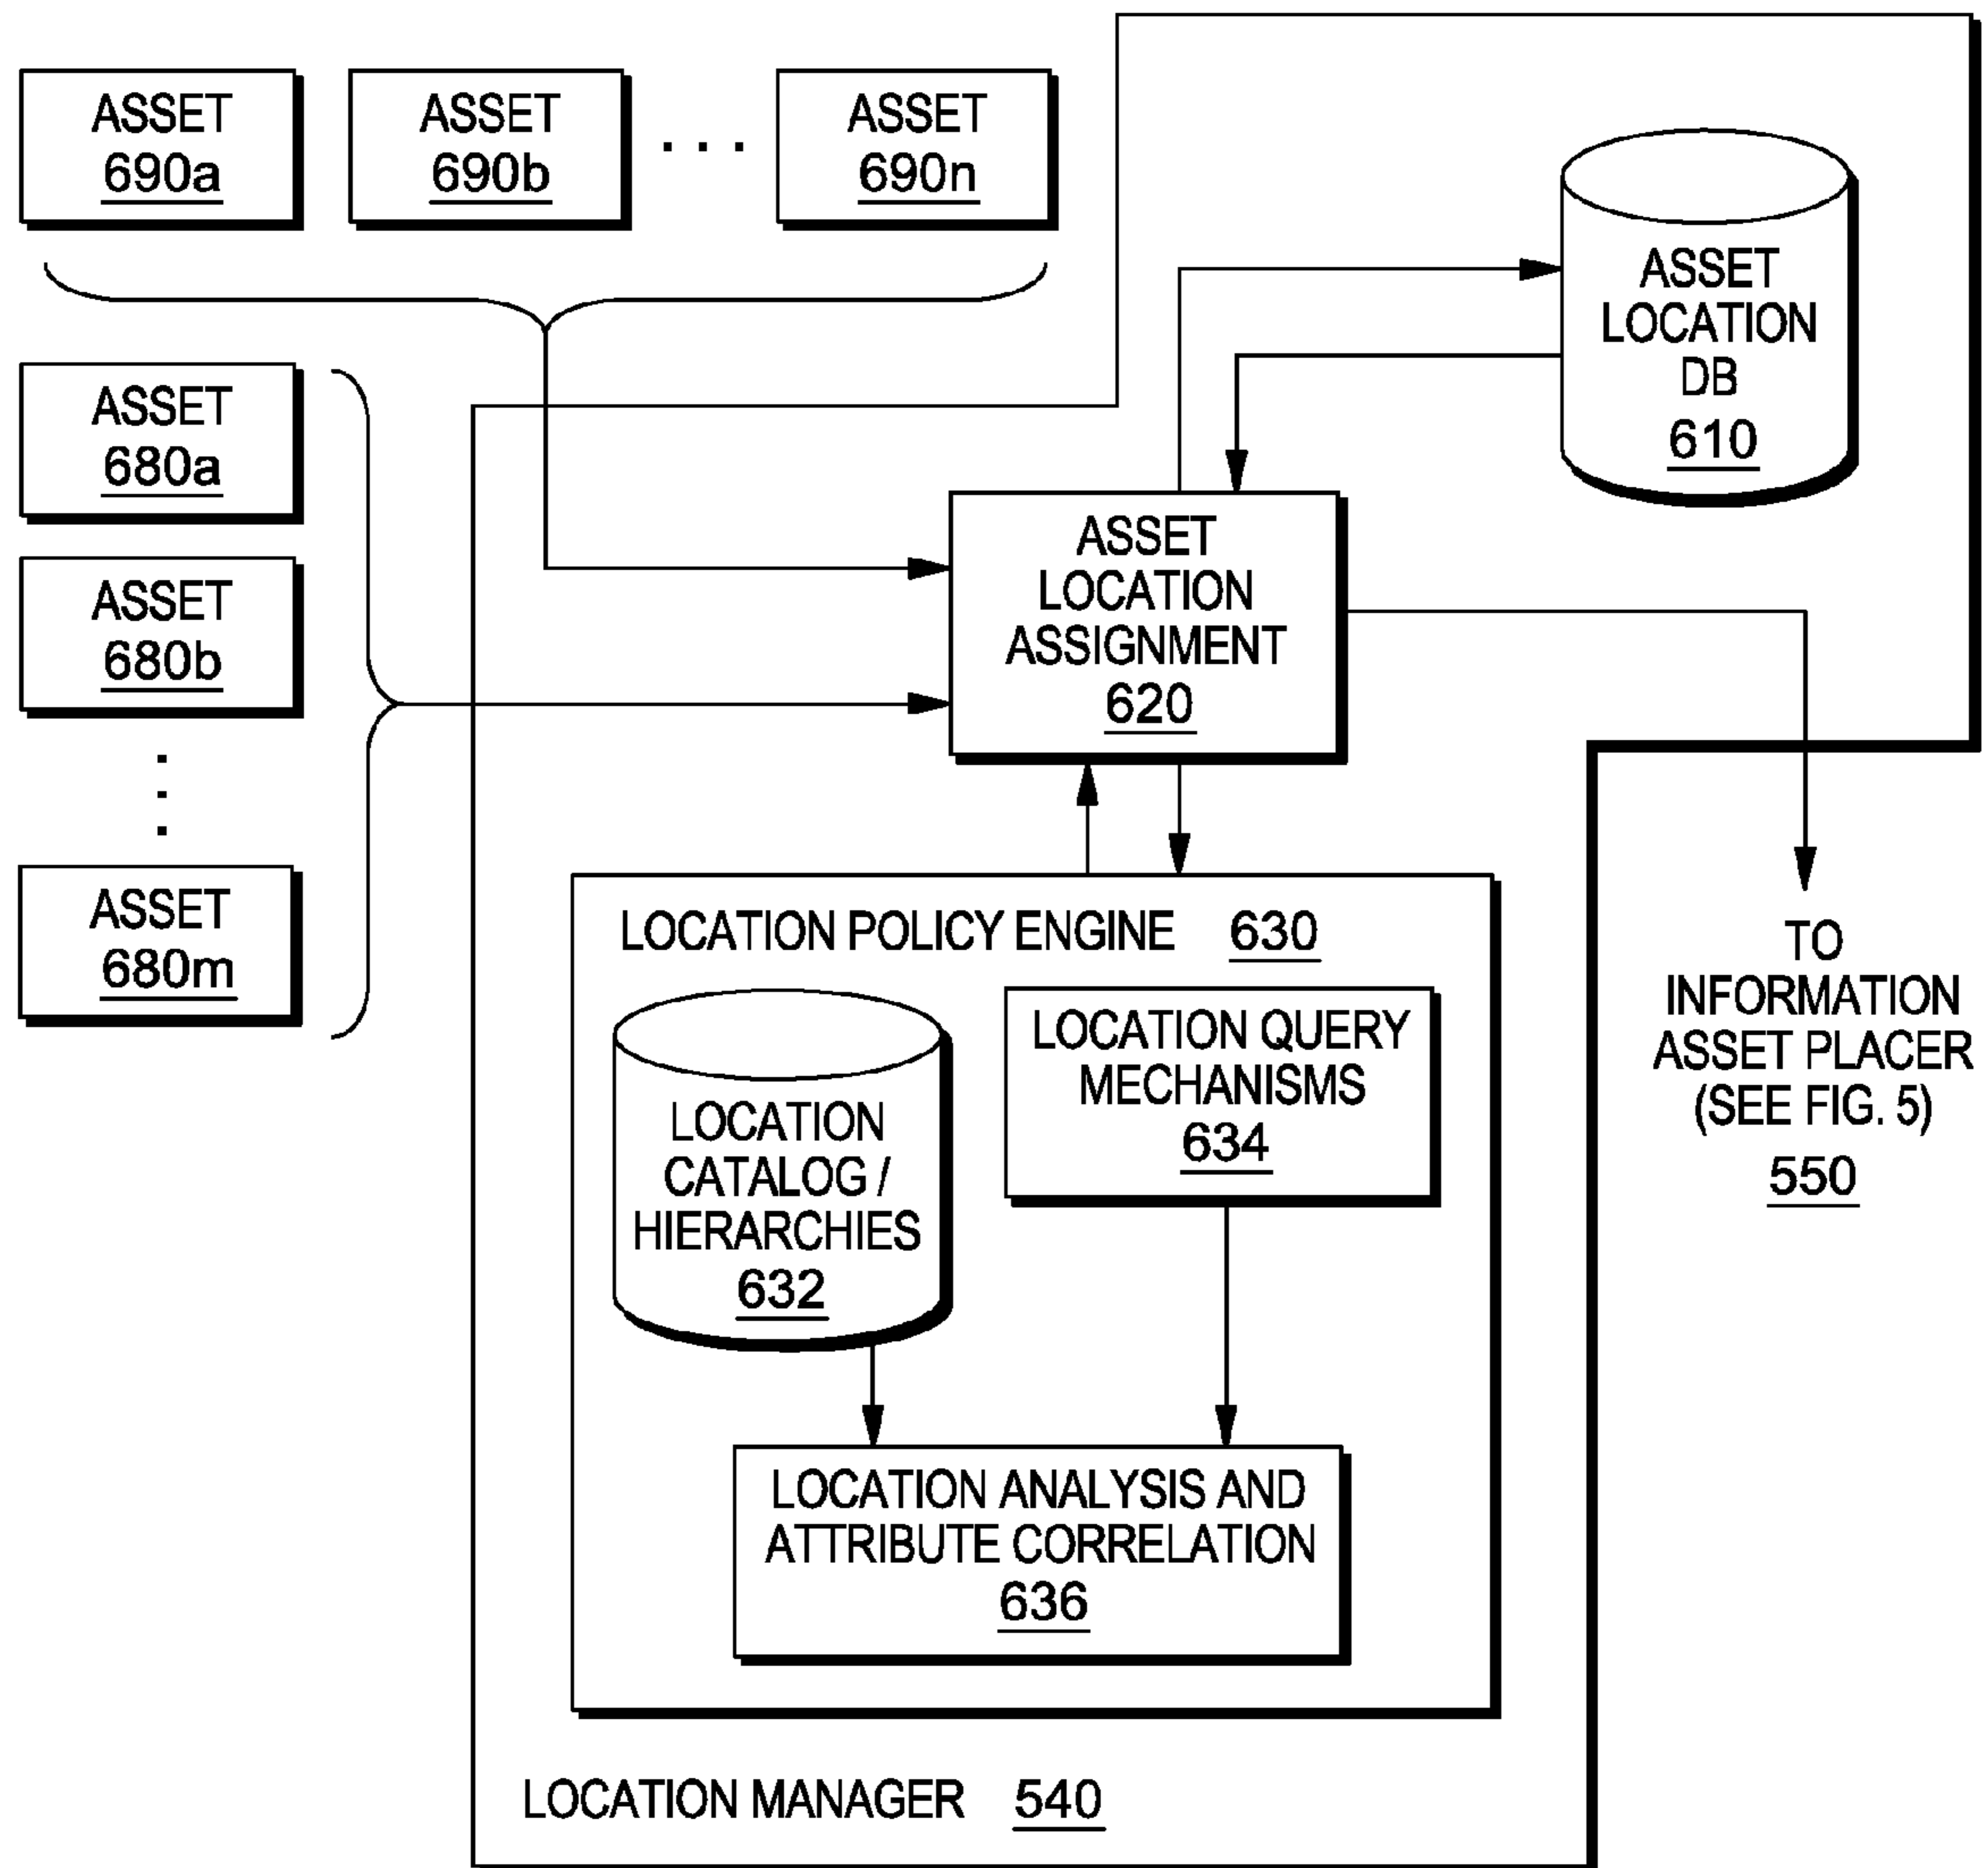 ASSET
690a
ASSET
690b
. . .
ASSET
690n
ASSET
680a
ASSET
680b
ASSET
680m
ASSET
LOCATION
DB
610
ASSET
LOCATION
ASSIGNMENT
620
LOCATION POLICY ENGINE 630
LOCATION
CATALOG /
HIERARCHIES
632
LOCATION QUERY
MECHANISMS
634
LOCATION ANALYSIS AND
ATTRIBUTE CORRELATION
636
LOCATION MANAGER 540
TO
INFORMATION
ASSET PLACER
(SEE FIG. 5)
550